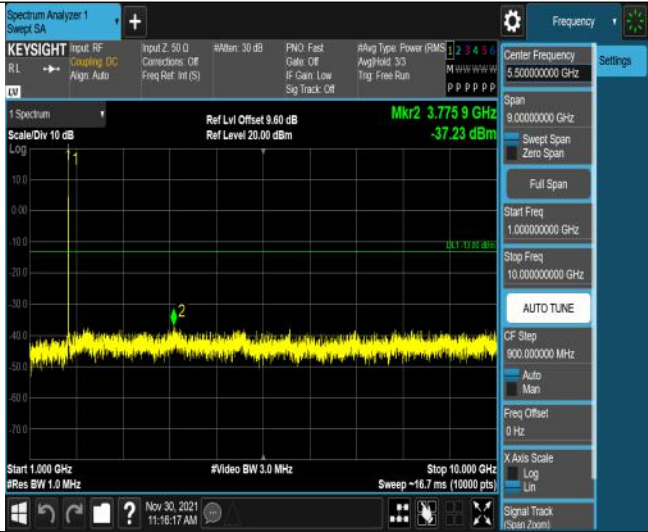 Spectrum Analyzer 1
Swept SA
Frequency
KEYSIGHT
Input: RF
Input Z: 50 Ω
#Atten: 30 dB
PNO: Fast
#Avg Type: Power (RMS
1 2 3 4 5 6
RL
Coupling: DC
Corrections: Off
Gate: Off
Avg|Hold: 3/3
M W W W W W
Align: Auto
Freq Ref: Int (S)
IF Gain: Low
Trig: Free Run
Sig Track: Off
P P P P P P
LV
Center Frequency
5.500000000 GHz
Settings
Span
9.00000000 GHz
Swept Span
Zero Span
Full Span
Start Freq
1.000000000 GHz
Stop Freq
10.000000000 GHz
AUTO TUNE
CF Step
900.000000 MHz
Auto
Man
Freq Offset
0 Hz
X Axis Scale
Log
Lin
Signal Track
(Span Zoom)
1 Spectrum
Ref Lvl Offset 9.60 dB
Mkr2 3.775 9 GHz
Scale/Div 10 dB
Ref Level 20.00 dBm
-37.23 dBm
Log
1
10.0
0.00
-10.0
DL1 -13.00 dBm
-20.0
-30.0
2
-40.0
-50.0
-60.0
-70.0
Start 1.000 GHz
#Video BW 3.0 MHz
Stop 10.000 GHz
#Res BW 1.0 MHz
Sweep ~16.7 ms (10000 pts)
?
Nov 30, 2021
11:16:17 AM